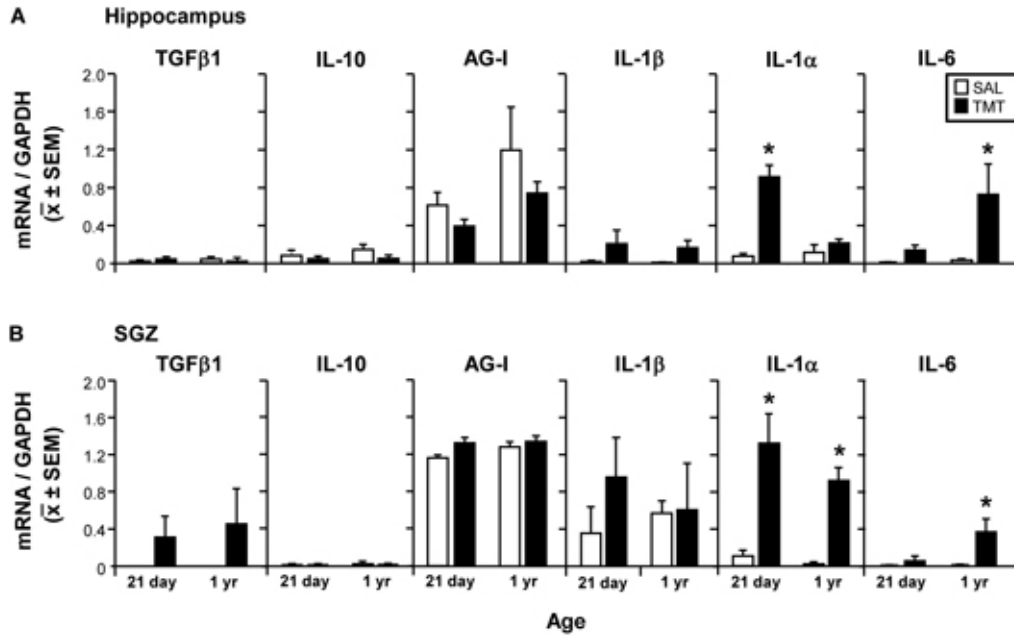 A Hippocampus
TGFβ1 IL-10 AG-I IL-1β IL-1α IL-6
SAL
TMT
mRNA / GAPDH
(x̅ ± SEM)
2.0
1.6
1.2
0.8
0.4
0
*
*
B SGZ
TGFβ1 IL-10 AG-I IL-1β IL-1α IL-6
mRNA / GAPDH
(x̅ ± SEM)
2.0
1.6
1.2
0.8
0.4
0
*
*
*
21 day 1 yr 21 day 1 yr 21 day 1 yr 21 day 1 yr 21 day 1 yr 21 day 1 yr
Age